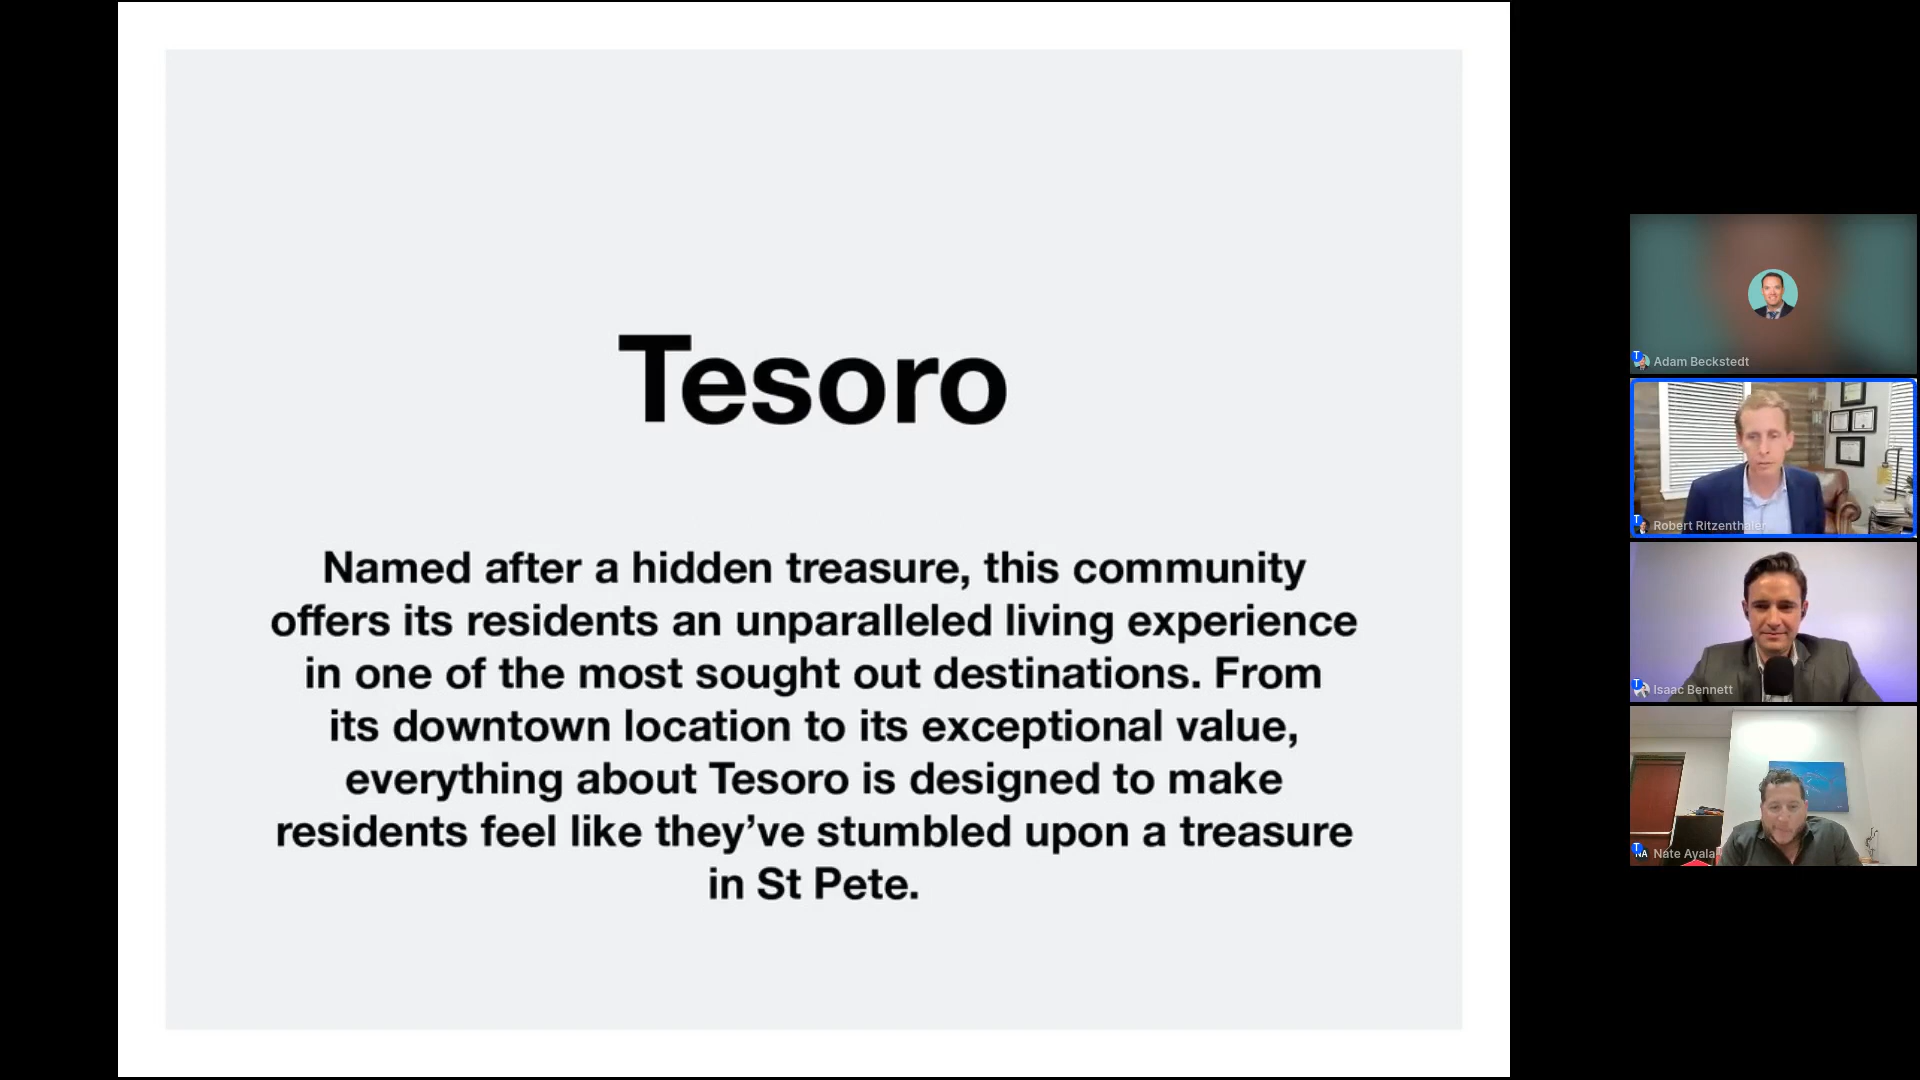 Tesoro
Named after a hidden treasure, this community
offers its residents an unparalleled living experience
in one of the most sought out destinations. From
its downtown location to its exceptional value,
everything about Tesoro is designed to make
residents feel like they’ve stumbled upon a treasure
in St Pete.
Adam Beckstedt
Robert Ritzenthaler
Isaac Bennett
NA Nate Ayala